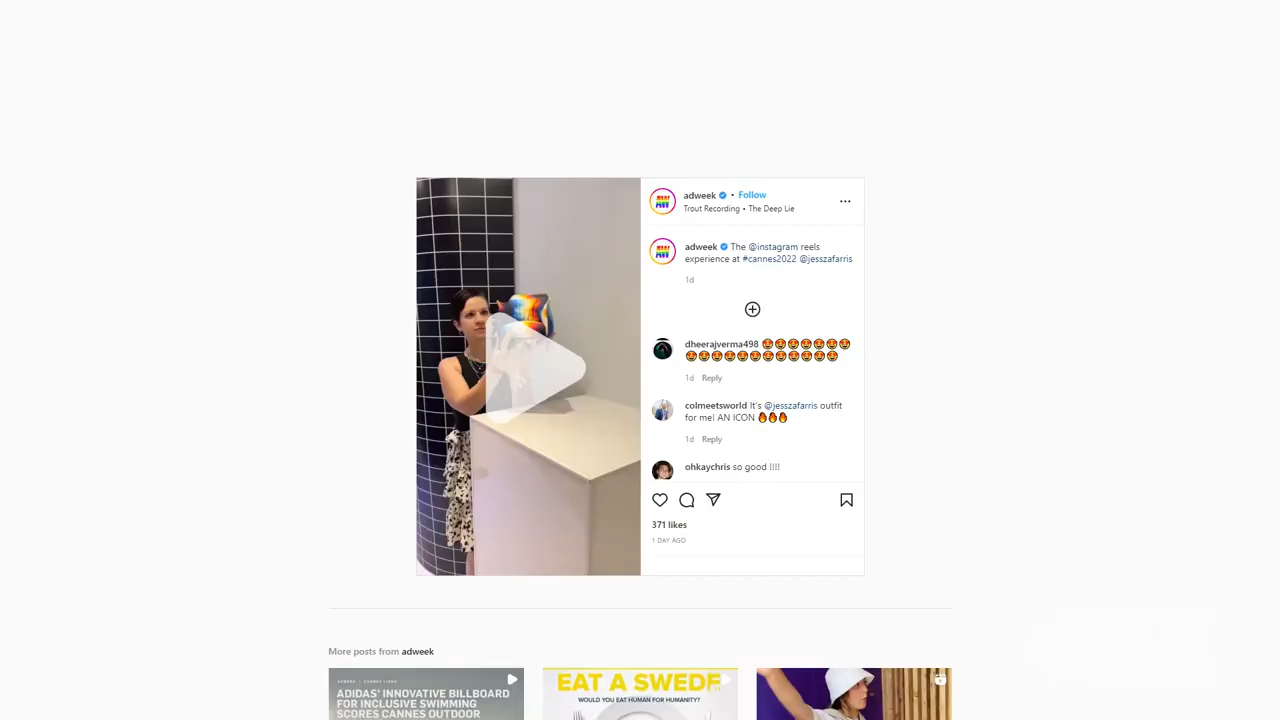 adweek • Follow
Trout Recording • The Deep Lie
adweek The @instagram reels
experience at #cannes2022 @jesszafarris
1d
dheerajverma498
1d Reply
colmeetsworld It's @jesszafarris outfit
for me! AN ICON 🔥🔥🔥
1d Reply
ohkaychris so good !!!!
371 likes
1 DAY AGO
More posts from adweek
ADWEEK | CANNES LIONS
ADIDAS' INNOVATIVE BILLBOARD
FOR INCLUSIVE SWIMMING
SCORES CANNES OUTDOOR
EAT A SWEDE
WOULD YOU EAT HUMAN FOR HUMANITY?